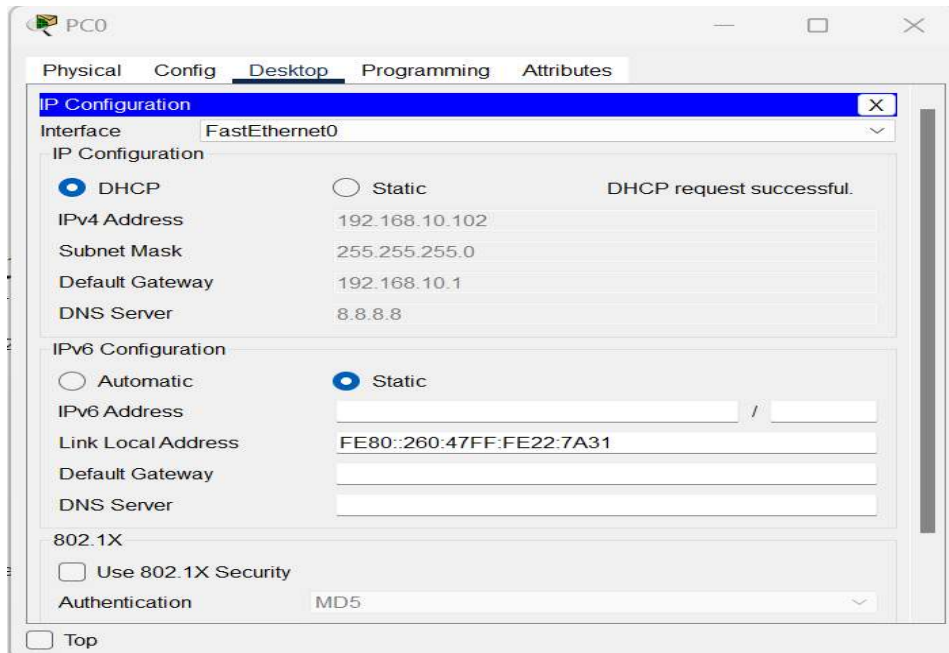 PC0
Physical Config Desktop Programming Attributes
IP Configuration X
Interface FastEthernet0
IP Configuration
DHCP Static DHCP request successful.
IPv4 Address 192.168.10.102
Subnet Mask 255.255.255.0
Default Gateway 192.168.10.1
DNS Server 8.8.8.8
IPv6 Configuration
Automatic Static
IPv6 Address /
Link Local Address FE80::260:47FF:FE22:7A31
Default Gateway
DNS Server
802.1X
Use 802.1X Security
Authentication MD5
Top